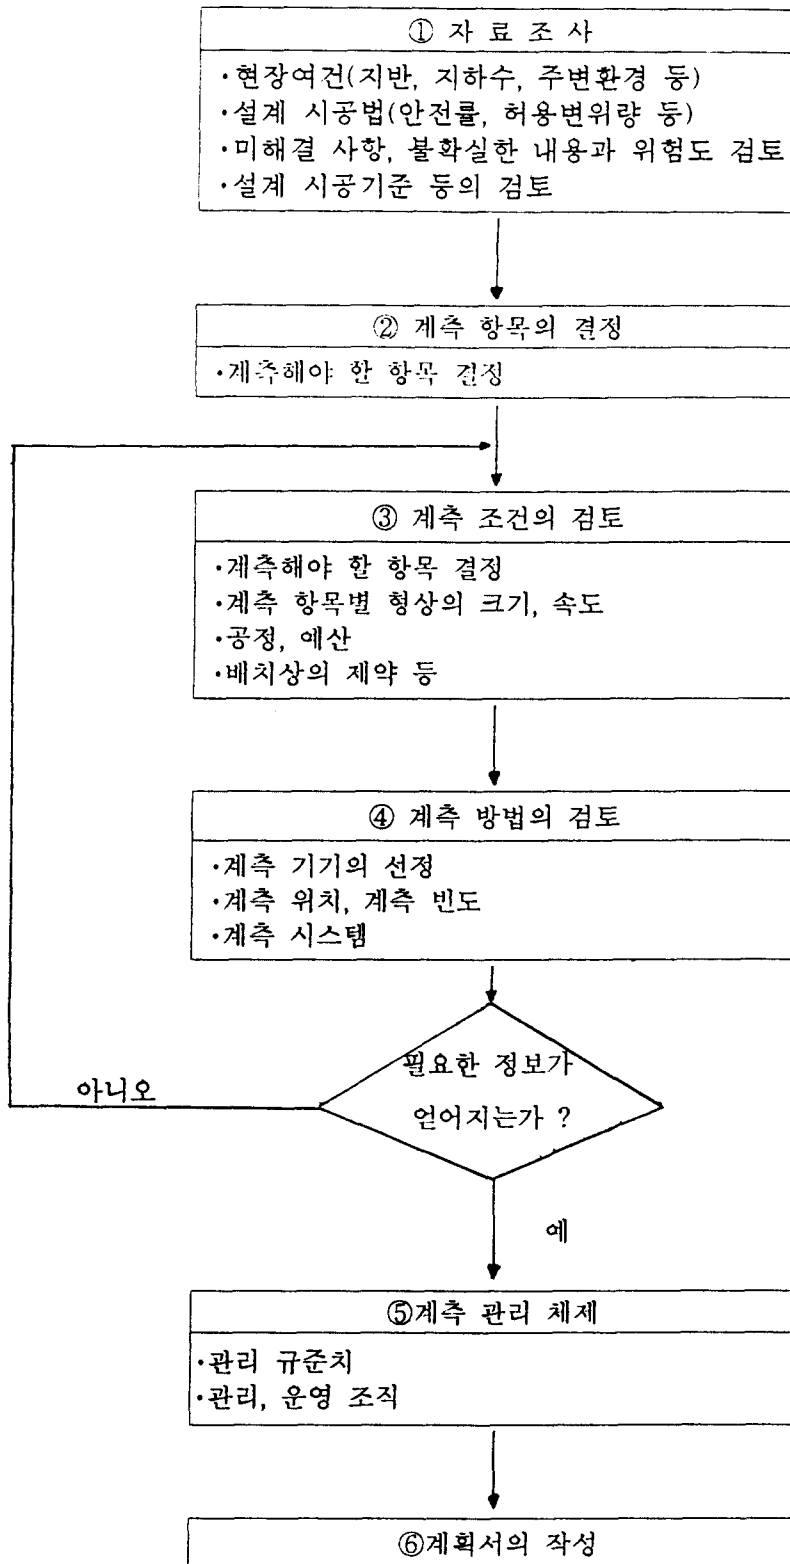 ① 자 료 조 사
·현장여건(지반, 지하수, 주변환경 등)
·설계 시공법(안전률, 허용변위량 등)
·미해결 사항, 불확실한 내용과 위험도 검토
·설계 시공기준 등의 검토
② 계측 항목의 결정
·계측해야 할 항목 결정
③ 계측 조건의 검토
·계측해야 할 항목 결정
·계측 항목별 형상의 크기, 속도
·공정, 예산
·배치상의 제약 등
④ 계측 방법의 검토
·계측 기기의 선정
·계측 위치, 계측 빈도
·계측 시스템
필요한 정보가
얻어지는가 ?
아니오
예
⑤계측 관리 체제
·관리 규준치
·관리, 운영 조직
⑥계획서의 작성